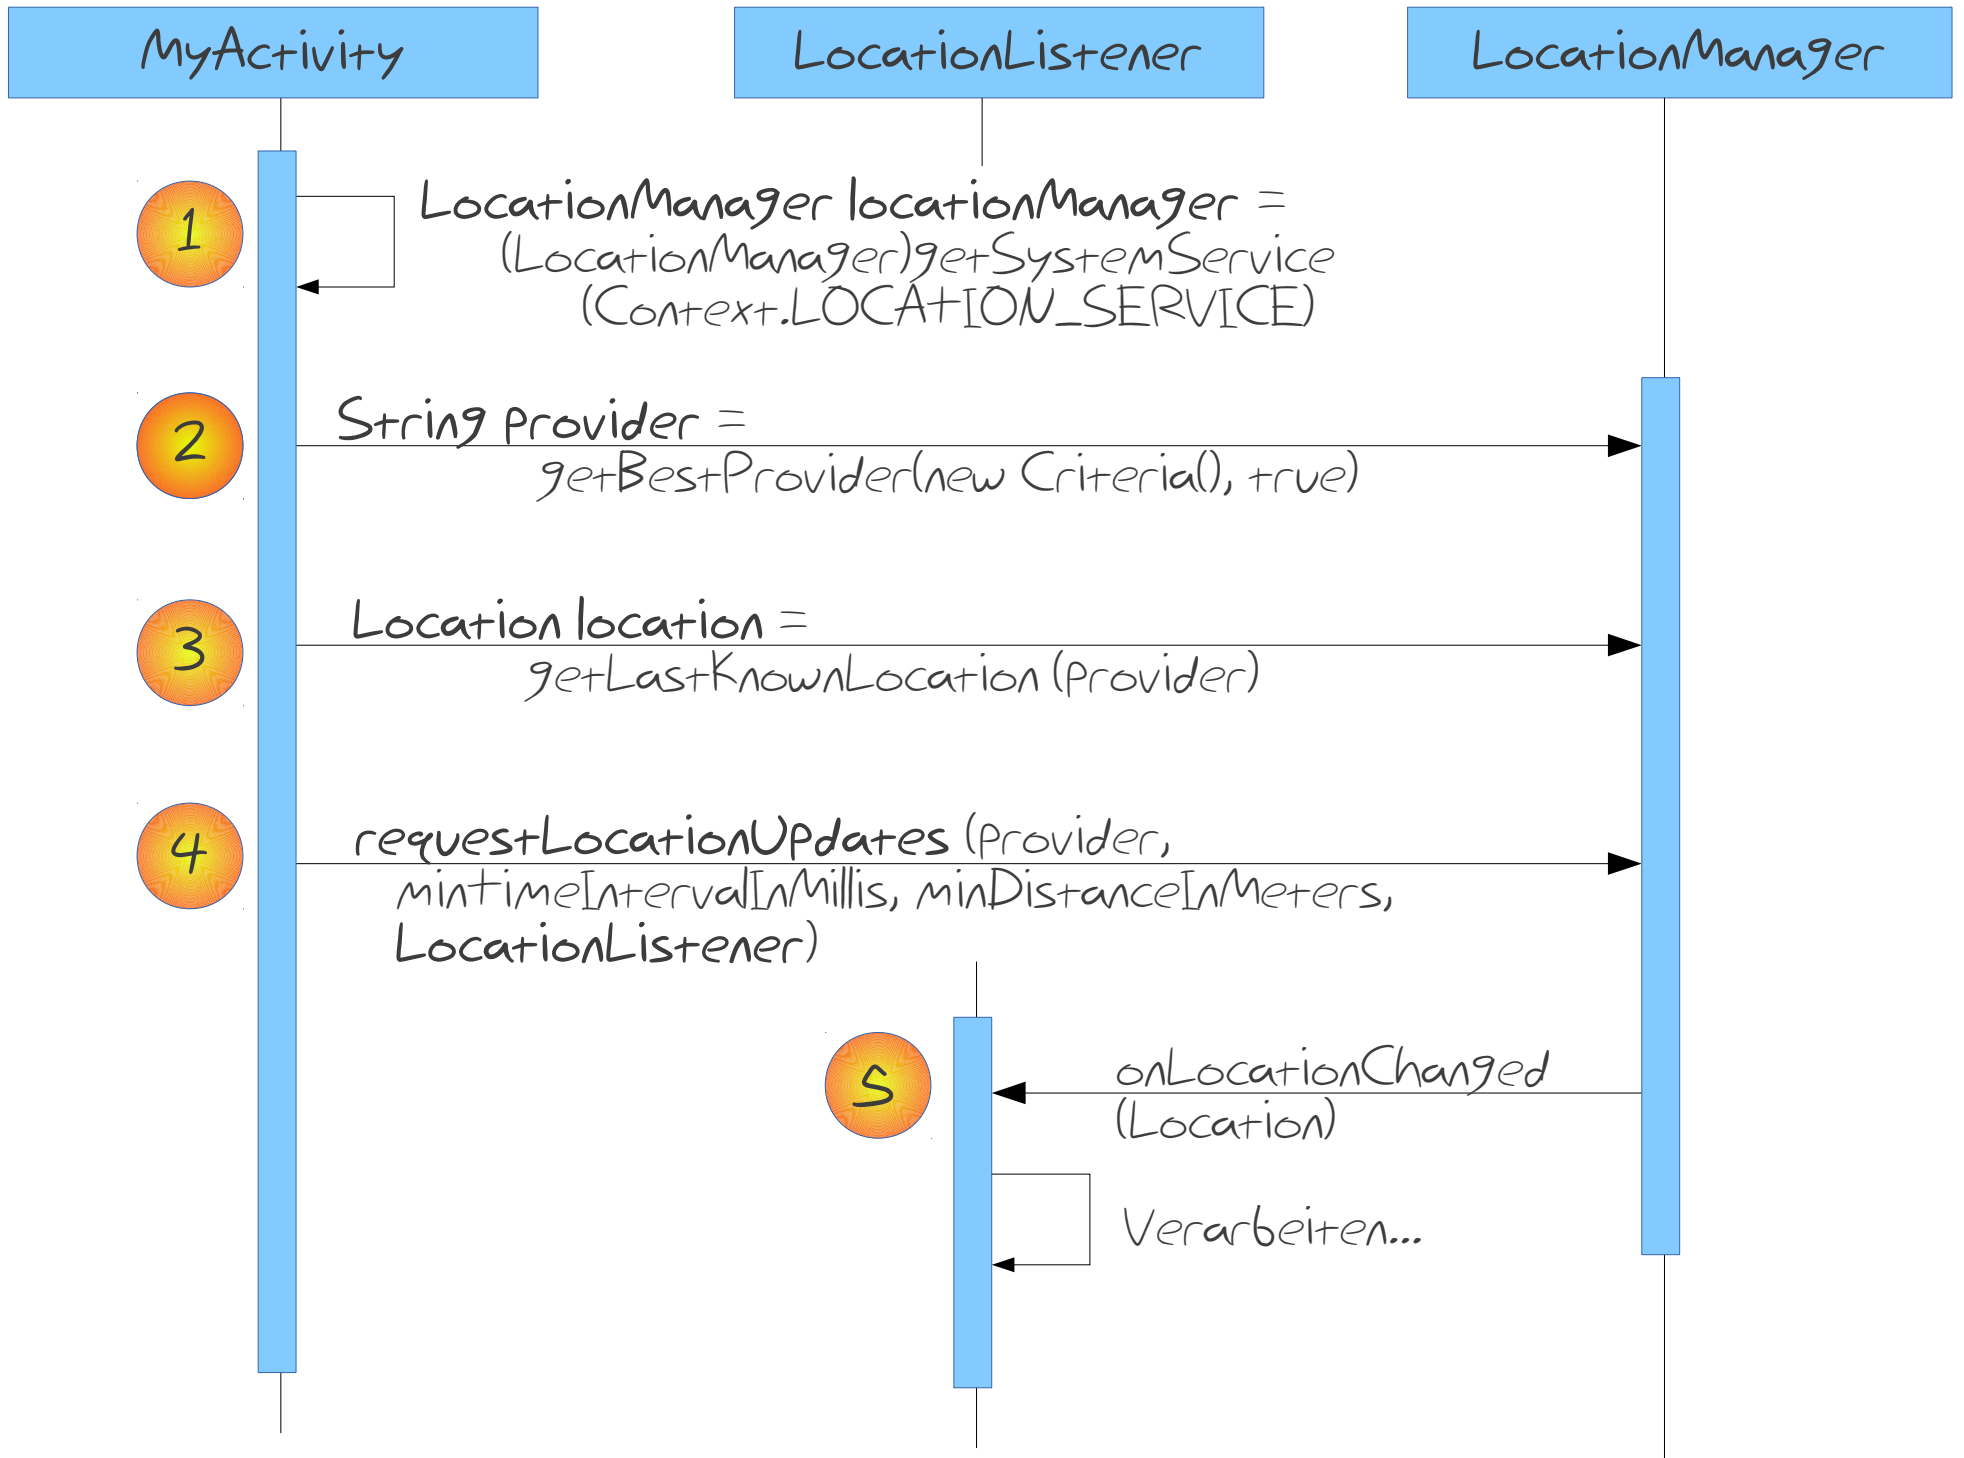 MyActivity
LocationListener
LocationManager
1
LocationManager locationManager =
(LocationManager)getSystemService
(Context.LOCATION_SERVICE)
2
String provider =
getBestProvider(new Criteria(), true)
3
Location location =
getLastKnownLocation (provider)
4
requestLocationUpdates (provider,
mintimeIntervalInMillis, minDistanceInMeters,
LocationListener)
5
onLocationChanged
(Location)
Verarbeiten...